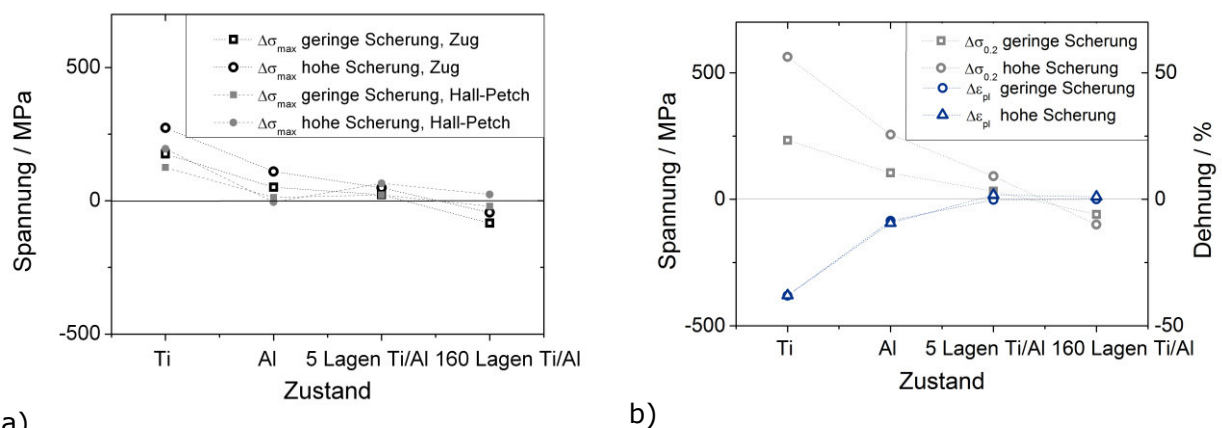 Δσmax geringe Scherung, Zug
Δσmax hohe Scherung, Zug
Δσmax geringe Scherung, Hall-Petch
Δσmax hohe Scherung, Hall-Petch
500
0
-500
Spannung / MPa
Ti Al 5 Lagen Ti/Al 160 Lagen Ti/Al
Zustand
a)
Δσ0.2 geringe Scherung
Δσ0.2 hohe Scherung
Δεpl geringe Scherung
Δεpl hohe Scherung
500
0
-500
Spannung / MPa
50
0
-50
Dehnung / %
Ti Al 5 Lagen Ti/Al 160 Lagen Ti/Al
Zustand
b)